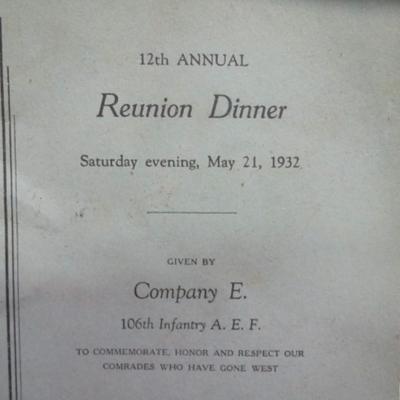 12th ANNUAL
Reunion Dinner
Saturday evening, May 21, 1932
GIVEN BY
Company E.
106th Infantry A. E. F.
TO COMMEMORATE, HONOR AND RESPECT OUR
COMRADES WHO HAVE GONE WEST